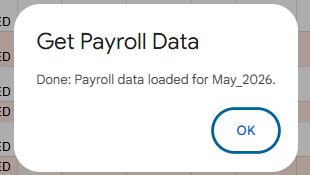 Get Payroll Data
Done: Payroll data loaded for May_2026.
OK